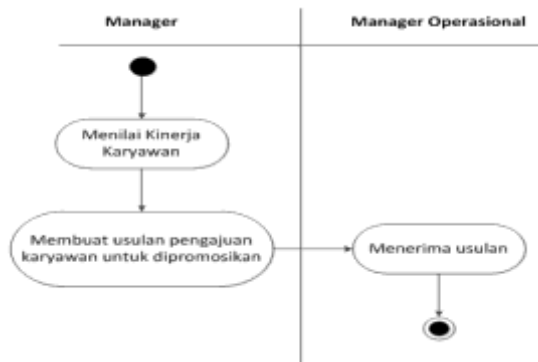 Manager
Manager Operasional
Menilai Kinerja
Karyawan
Membuat usulan pengajuan
karyawan untuk dipromosikan
Menerima usulan